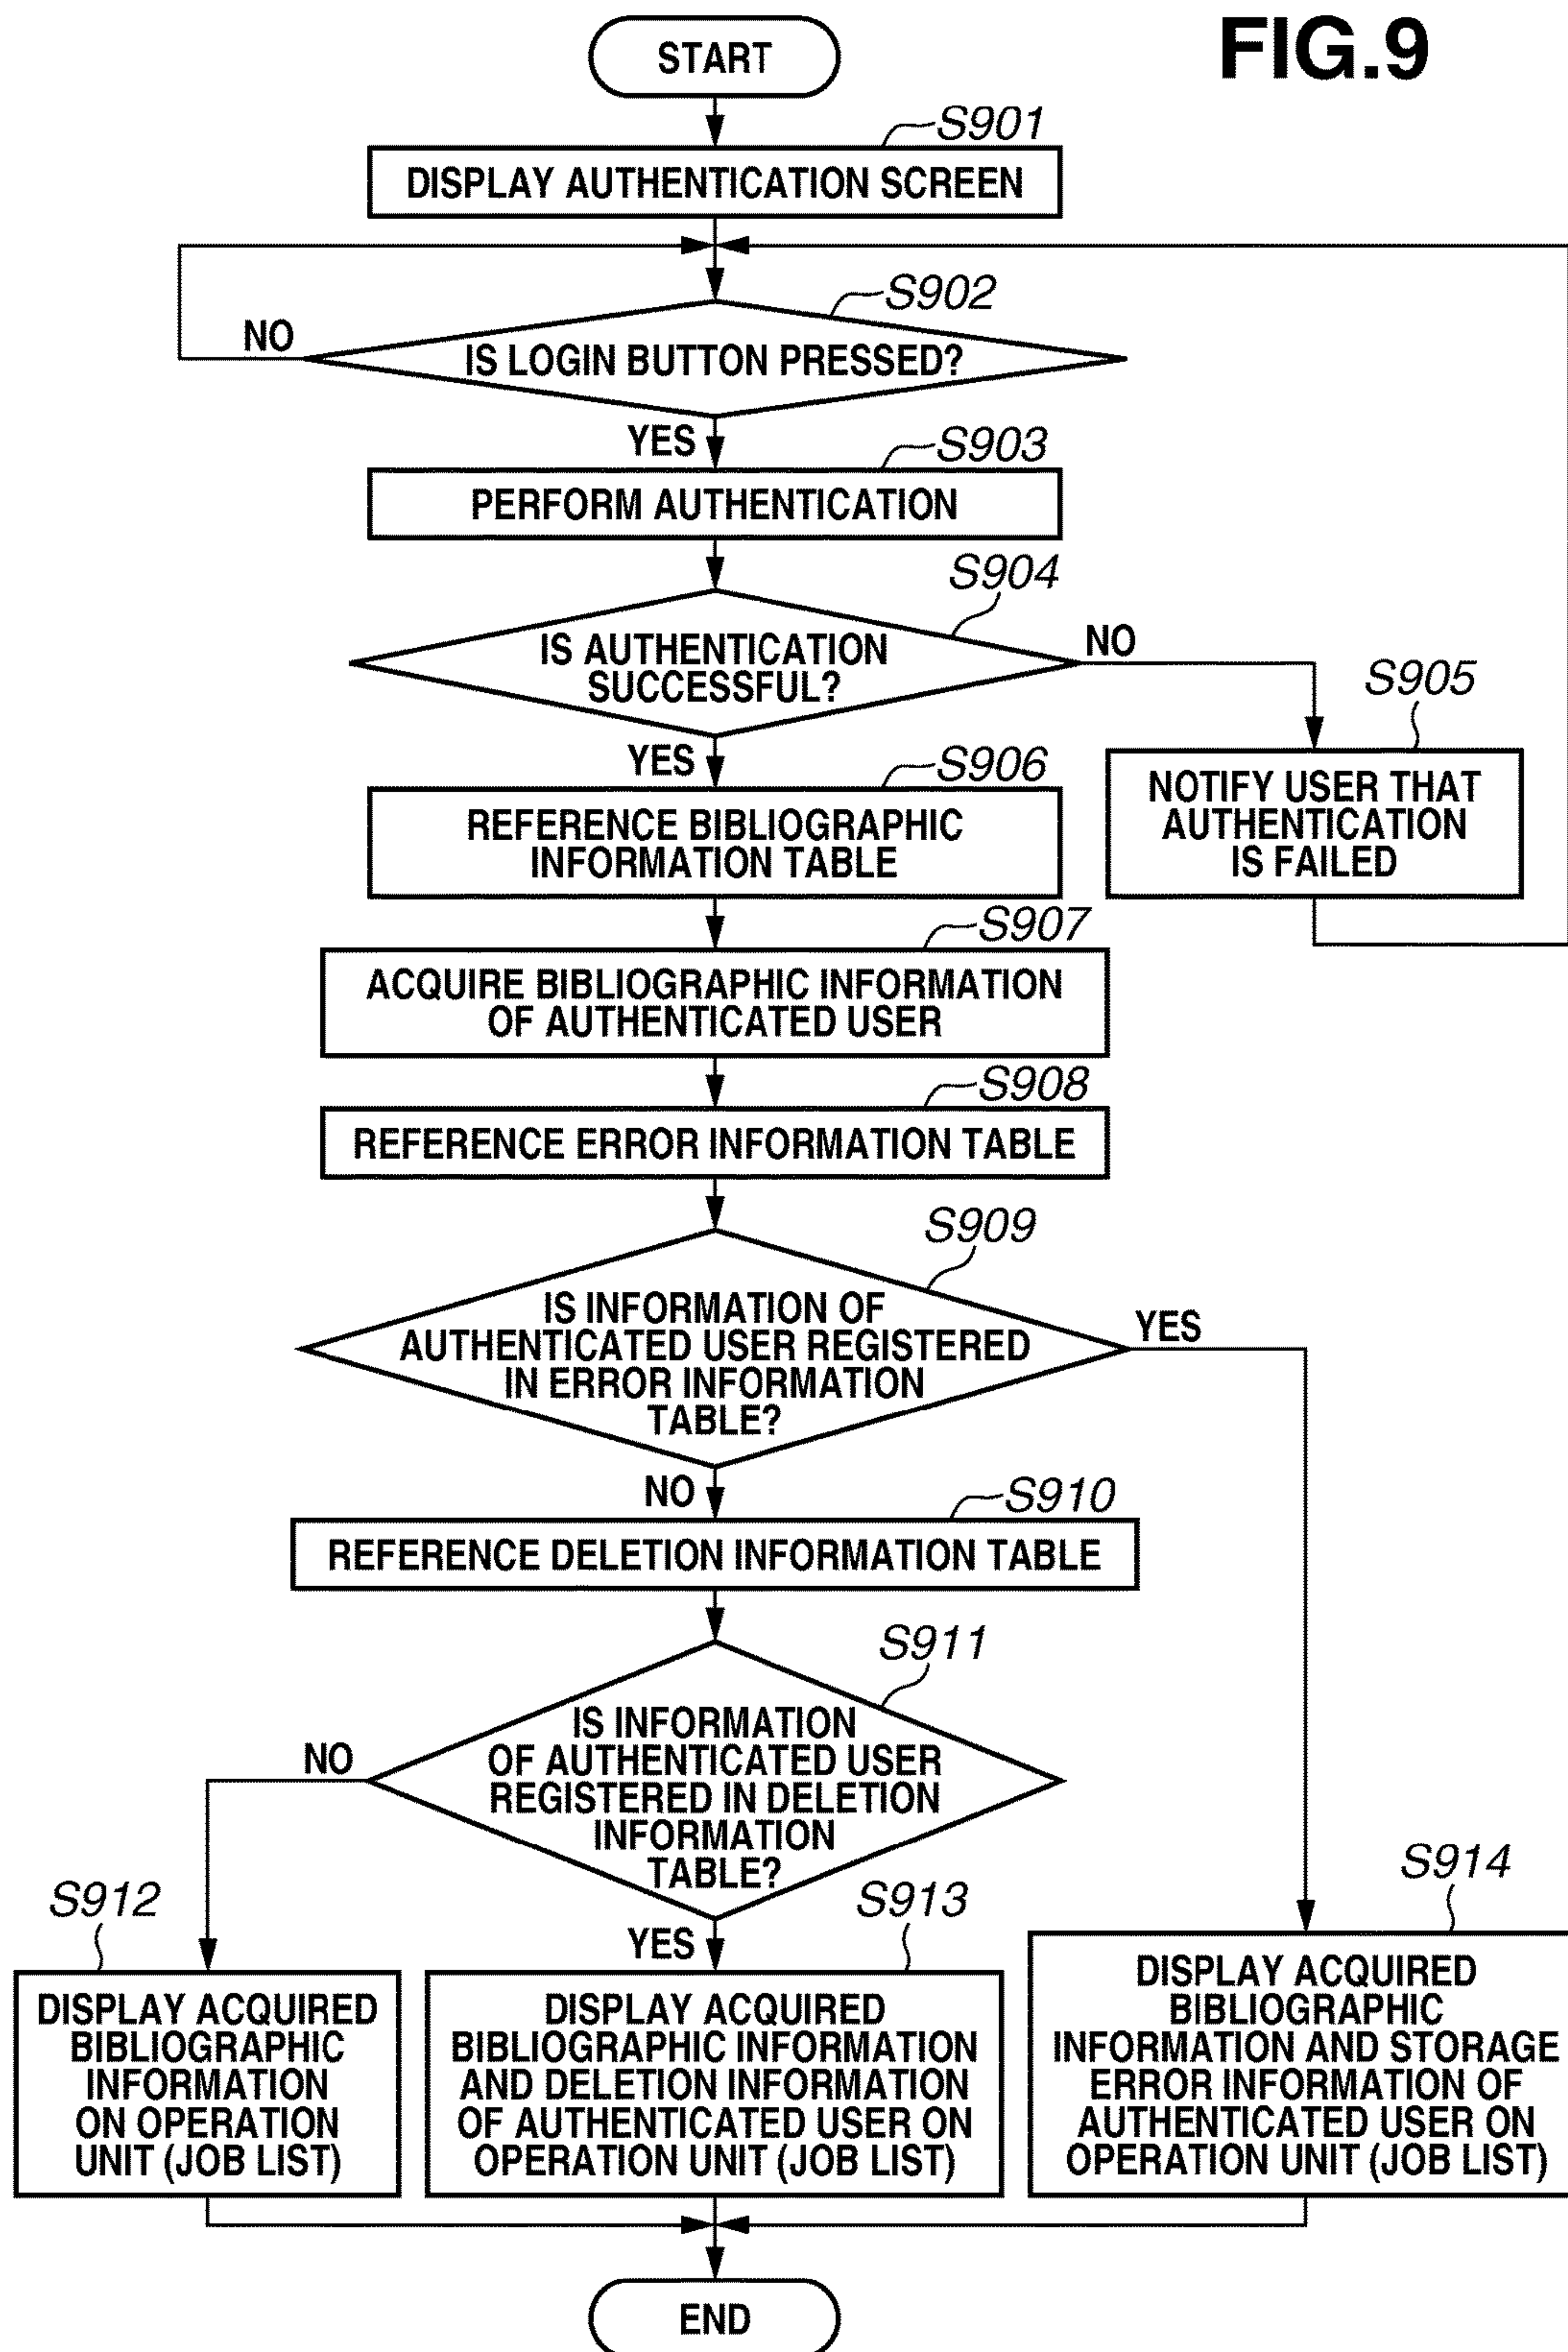 FIG.9
START
S901
DISPLAY AUTHENTICATION SCREEN
S902
NO
IS LOGIN BUTTON PRESSED?
YES
S903
PERFORM AUTHENTICATION
S904
IS AUTHENTICATION
SUCCESSFUL?
NO
S905
NOTIFY USER THAT
AUTHENTICATION
IS FAILED
YES
S906
REFERENCE BIBLIOGRAPHIC
INFORMATION TABLE
S907
ACQUIRE BIBLIOGRAPHIC INFORMATION
OF AUTHENTICATED USER
S908
REFERENCE ERROR INFORMATION TABLE
S909
IS INFORMATION OF
AUTHENTICATED USER REGISTERED
IN ERROR INFORMATION
TABLE?
YES
NO
S910
REFERENCE DELETION INFORMATION TABLE
S911
IS INFORMATION
OF AUTHENTICATED USER
REGISTERED IN DELETION
INFORMATION
TABLE?
NO
YES
S912
DISPLAY ACQUIRED
BIBLIOGRAPHIC
INFORMATION
ON OPERATION
UNIT (JOB LIST)
S913
DISPLAY ACQUIRED
BIBLIOGRAPHIC INFORMATION
AND DELETION INFORMATION
OF AUTHENTICATED USER ON
OPERATION UNIT (JOB LIST)
S914
DISPLAY ACQUIRED
BIBLIOGRAPHIC
INFORMATION AND STORAGE
ERROR INFORMATION OF
AUTHENTICATED USER ON
OPERATION UNIT (JOB LIST)
END